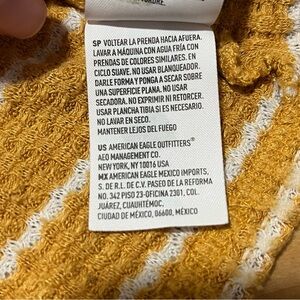 SP VOLTEAR LA PRENDA HACIA AFUERA.
LAVAR A MÁQUINA CON AGUA FRÍA CON
PRENDAS DE COLORES SIMILARES. EN
CICLO SUAVE. NO USAR BLANQUEADOR.
DARLE FORMA Y PONGA A SECAR SOBRE
UNA SUPERFICIE PLANA. NO USAR
SECADORA. NO EXPRIMIR NI RETORCER.
USAR PLANCHA TIBIA SI ES NECESARIO.
NO LAVAR EN SECO.
MANTENER LEJOS DEL FUEGO
US AMERICAN EAGLE OUTFITTERS®
AEO MANAGEMENT CO.
NEW YORK, NY 10016 USA
MX AMERICAN EAGLE MEXICO IMPORTS,
S. DE R.L. DE C.V. PASEO DE LA REFORMA
NO. 342 PISO 23-OFICINA 2301, COL.
JUÁREZ, CUAUHTÉMOC,
CIUDAD DE MÉXICO, 06600, MÉXICO